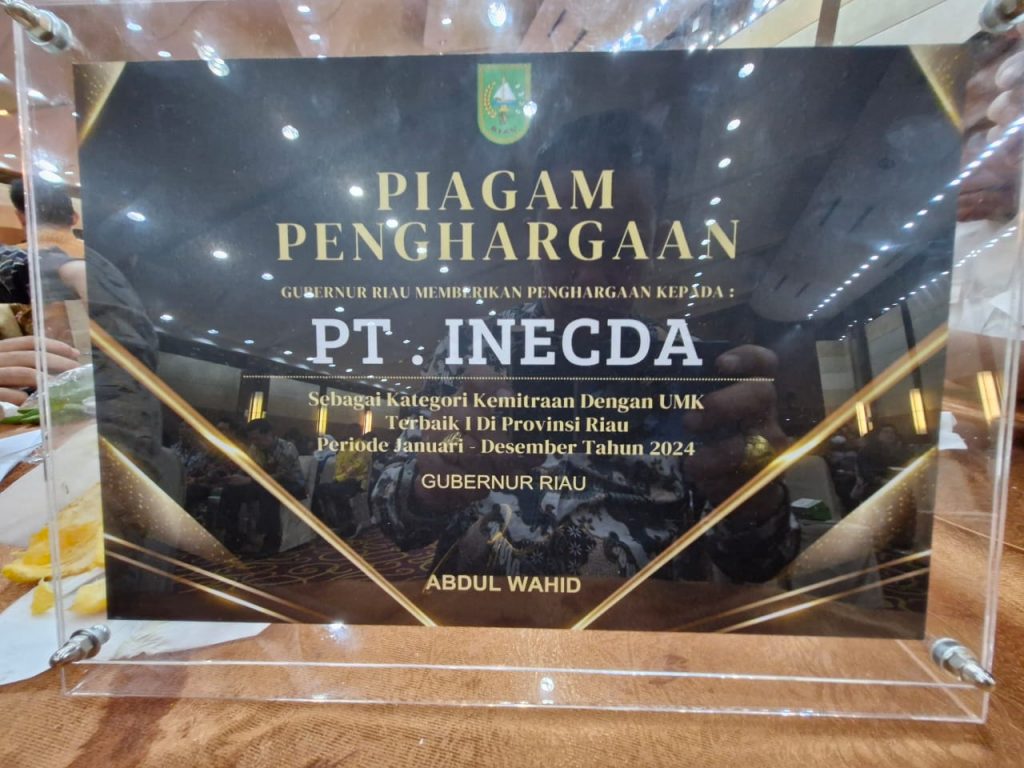 RIAU
PIAGAM
PENGHARGAAN
GUBERNUR RIAU MEMBERIKAN PENGHARGAAN KEPADA :
PT . INECDA
Sebagai Kategori Kemitraan Dengan UMK
Terbaik I Di Provinsi Riau
Periode Januari - Desember Tahun 2024
GUBERNUR RIAU
ABDUL WAHID